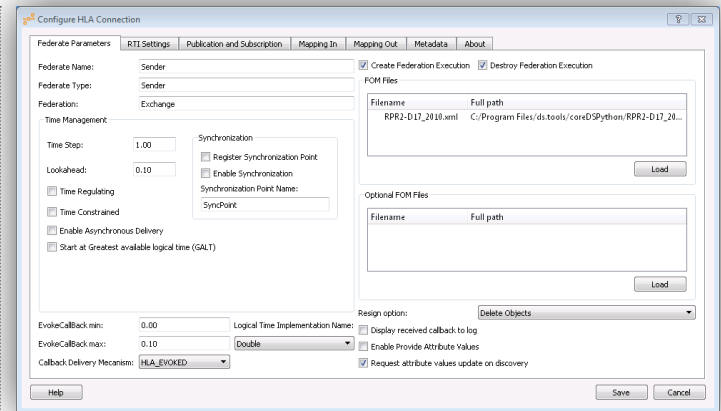 Configure HLA Connection
Federate Parameters RTI Settings Publication and Subscription Mapping In Mapping Out Metadata About
Federate Name: Sender
Federate Type: Sender
Federation: Exchange
Time Management
Time Step: 1.00
Lookahead: 0.10
Time Regulating
Time Constrained
Enable Asynchronous Delivery
Start at Greatest available logical time (GALT)
Synchronization
Register Synchronization Point
Enable Synchronization
Synchronization Point Name:
SyncPoint
EvokeCallBack min: 0.00 Logical Time Implementation Name:
EvokeCallBack max: 0.10 Double
Callback Delivery Mecanism: HLA_EVOKED
Create Federation Execution Destroy Federation Execution
FOM Files
Filename Full path
RPR2-D17_2010.xml C:/Program Files/ds.tools/coreDSPython/RPR2-D17_20...
Load
Optional FOM Files
Filename Full path
Load
Resign option: Delete Objects
Display received callback to log
Enable Provide Attribute Values
Request attribute values update on discovery
Help Save Cancel